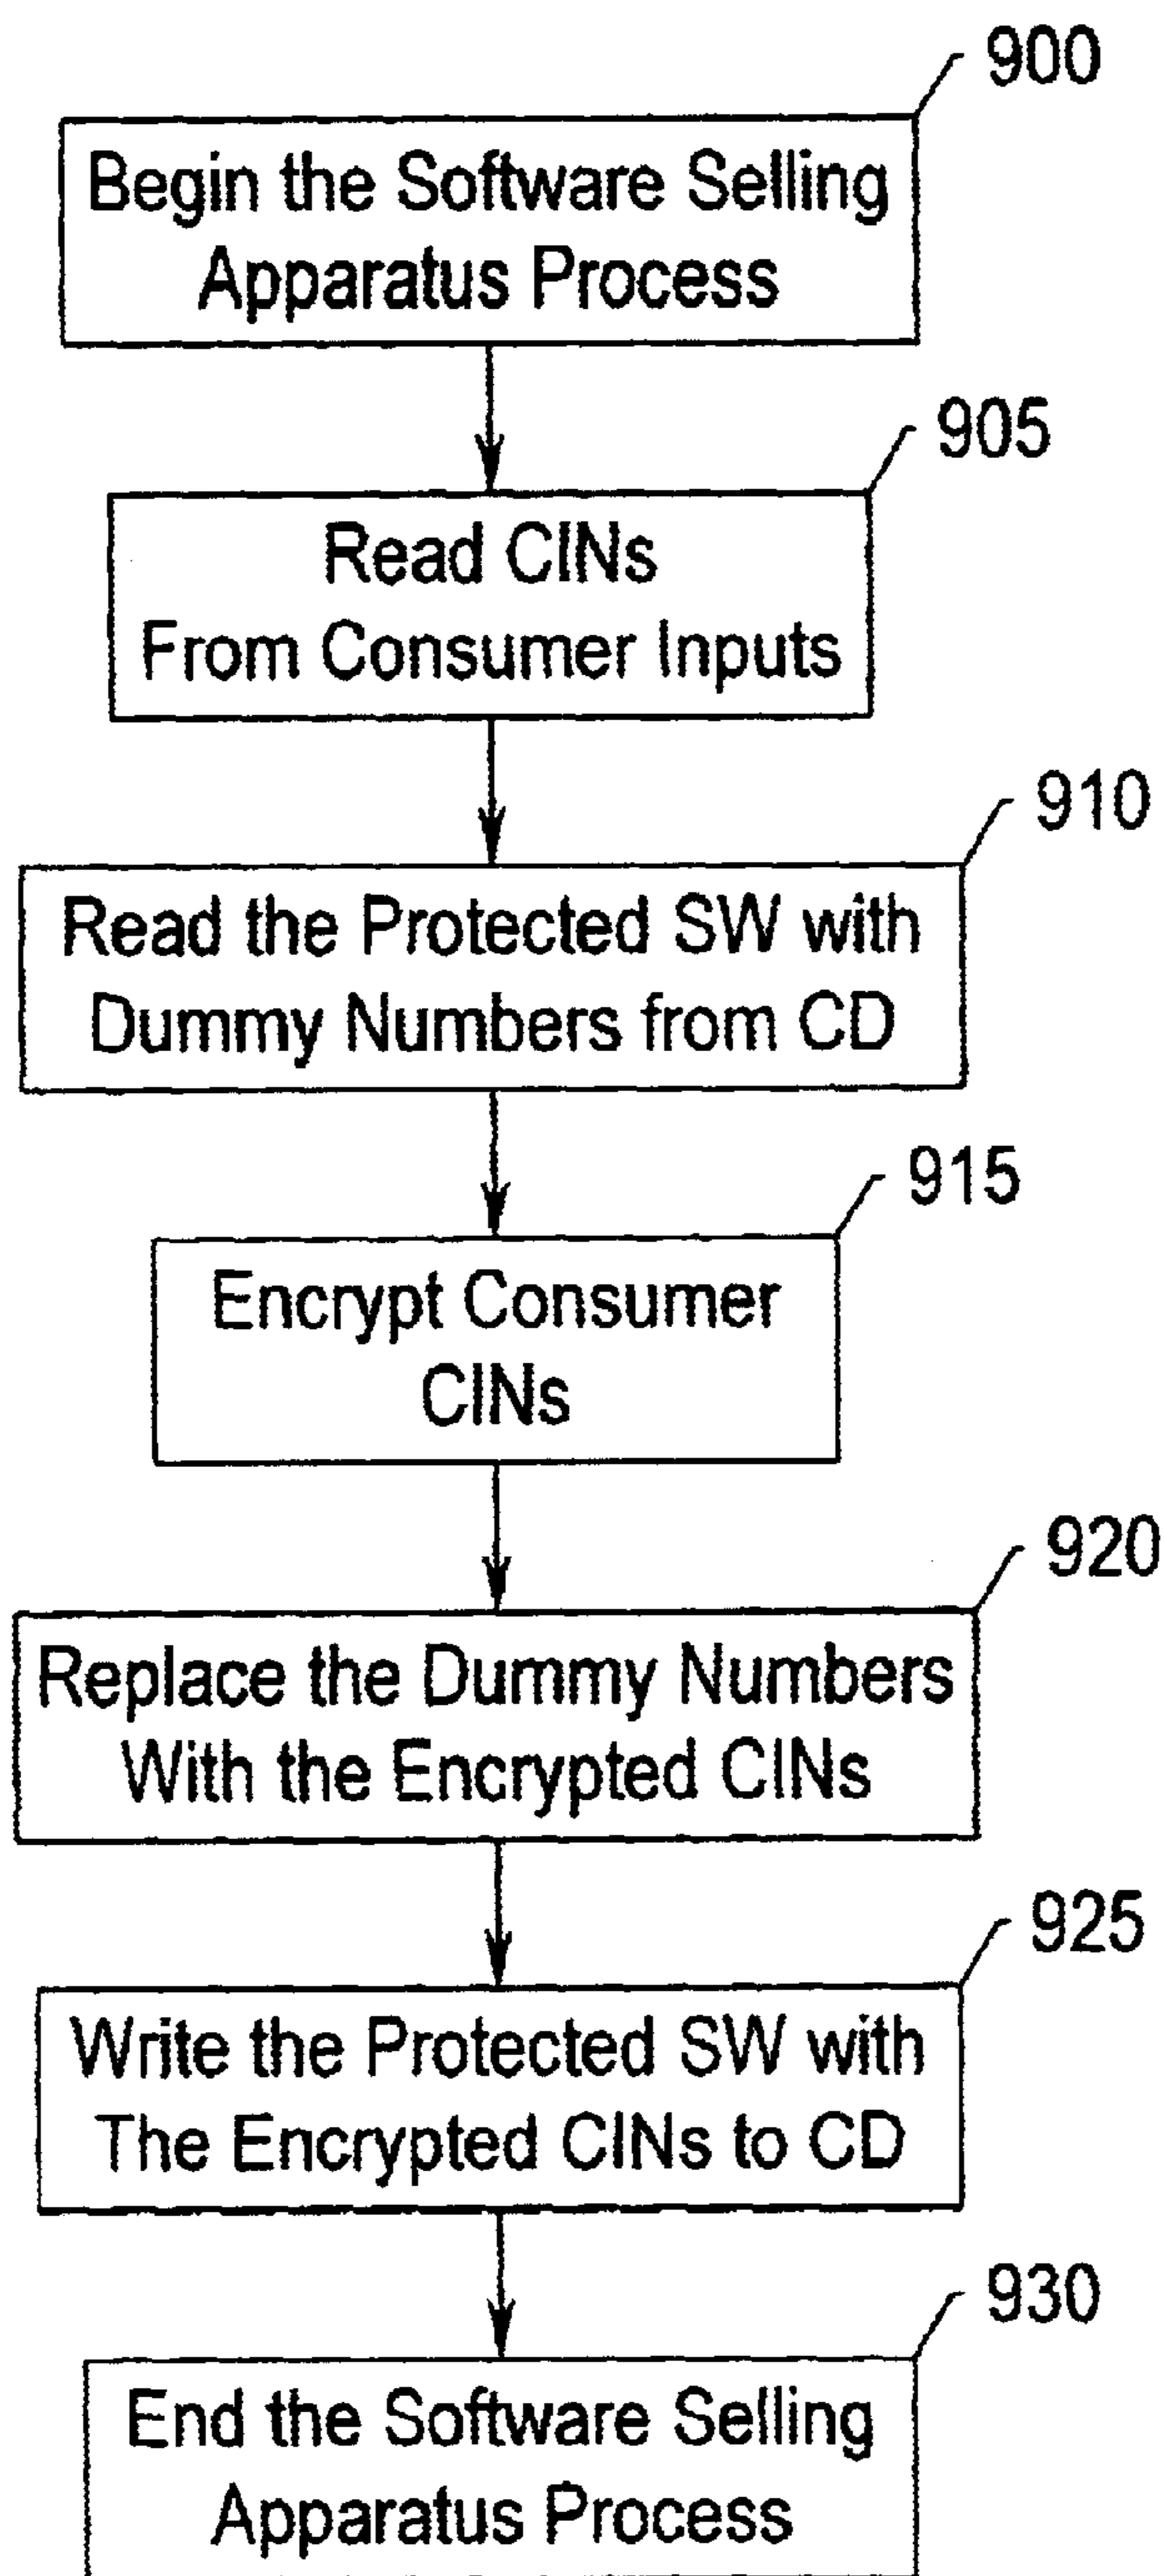 900
Begin the Software Selling
Apparatus Process
905
Read CINs
From Consumer Inputs
910
Read the Protected SW with
Dummy Numbers from CD
915
Encrypt Consumer
CINs
920
Replace the Dummy Numbers
With the Encrypted CINs
925
Write the Protected SW with
The Encrypted CINs to CD
930
End the Software Selling
Apparatus Process